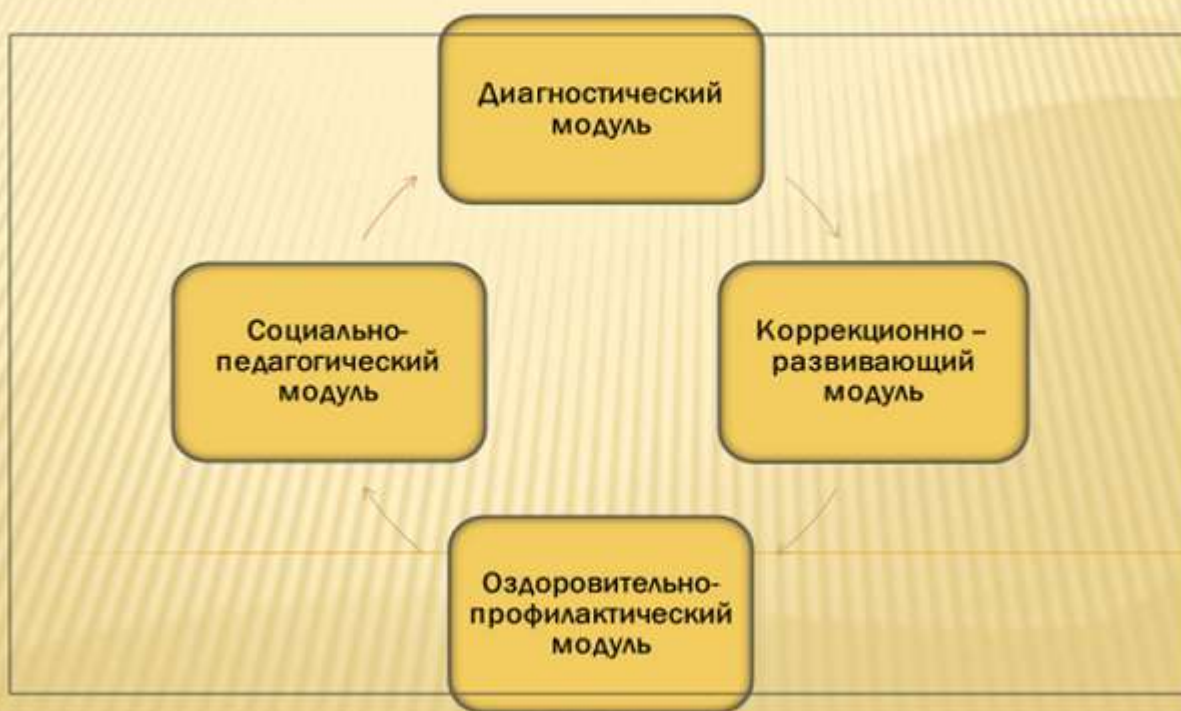 Диагностический
модуль
Социально-
педагогический
модуль
Коррекционно –
развивающий
модуль
Оздоровительно-
профилактический
модуль